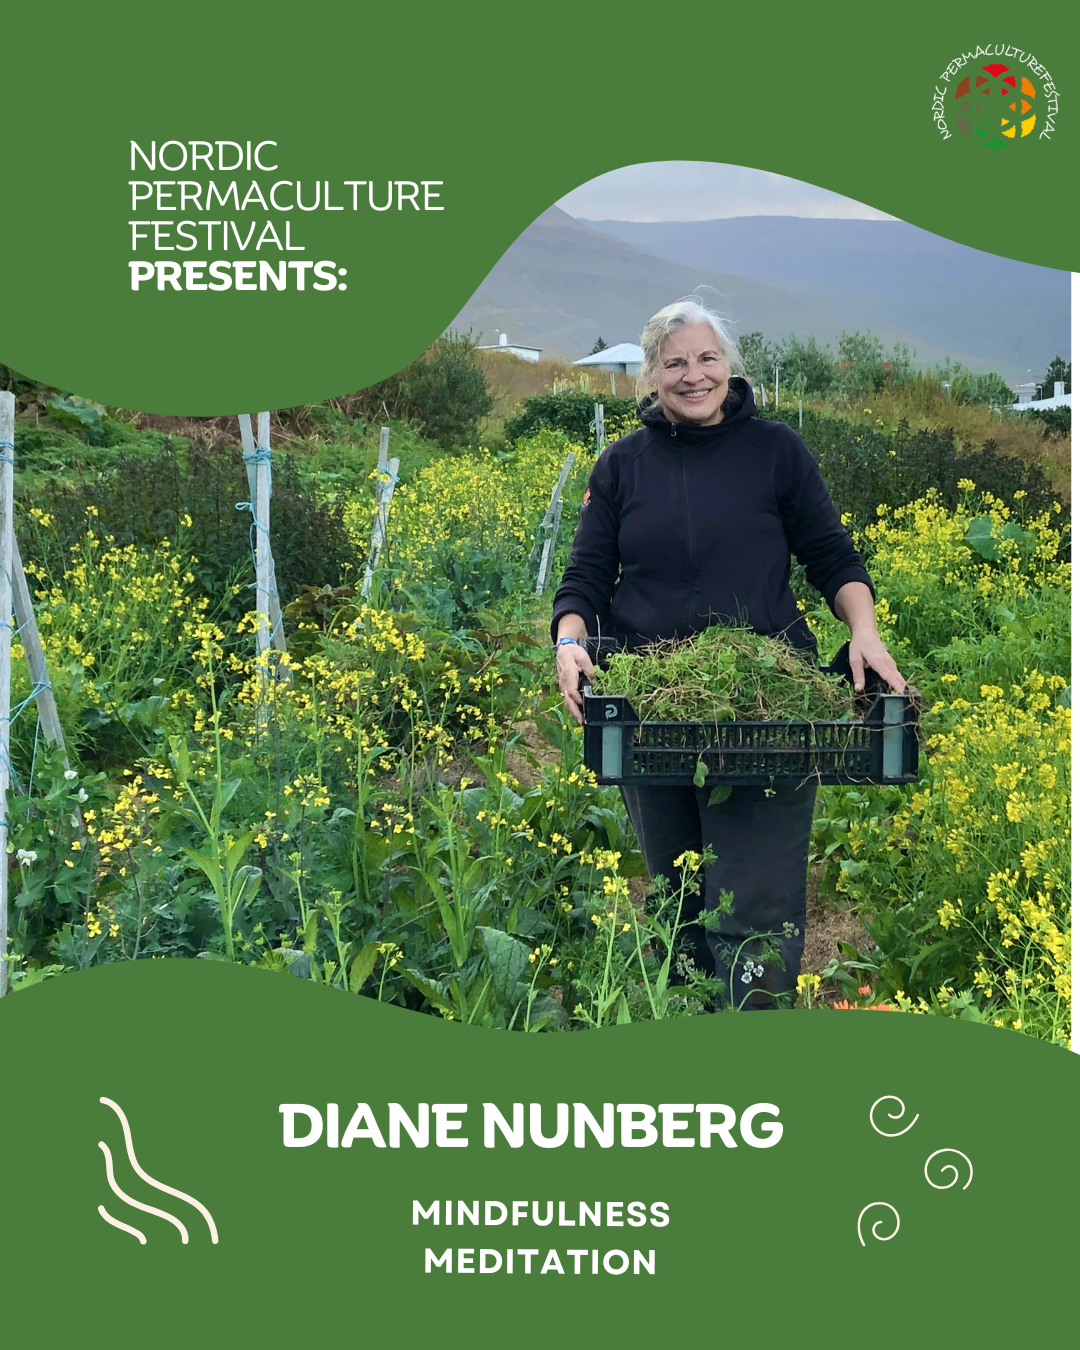 NORDIC PERMACULTUREFESTIVAL
NORDIC
PERMACULTURE
FESTIVAL
PRESENTS:
DIANE NUNBERG
MINDFULNESS
MEDITATION